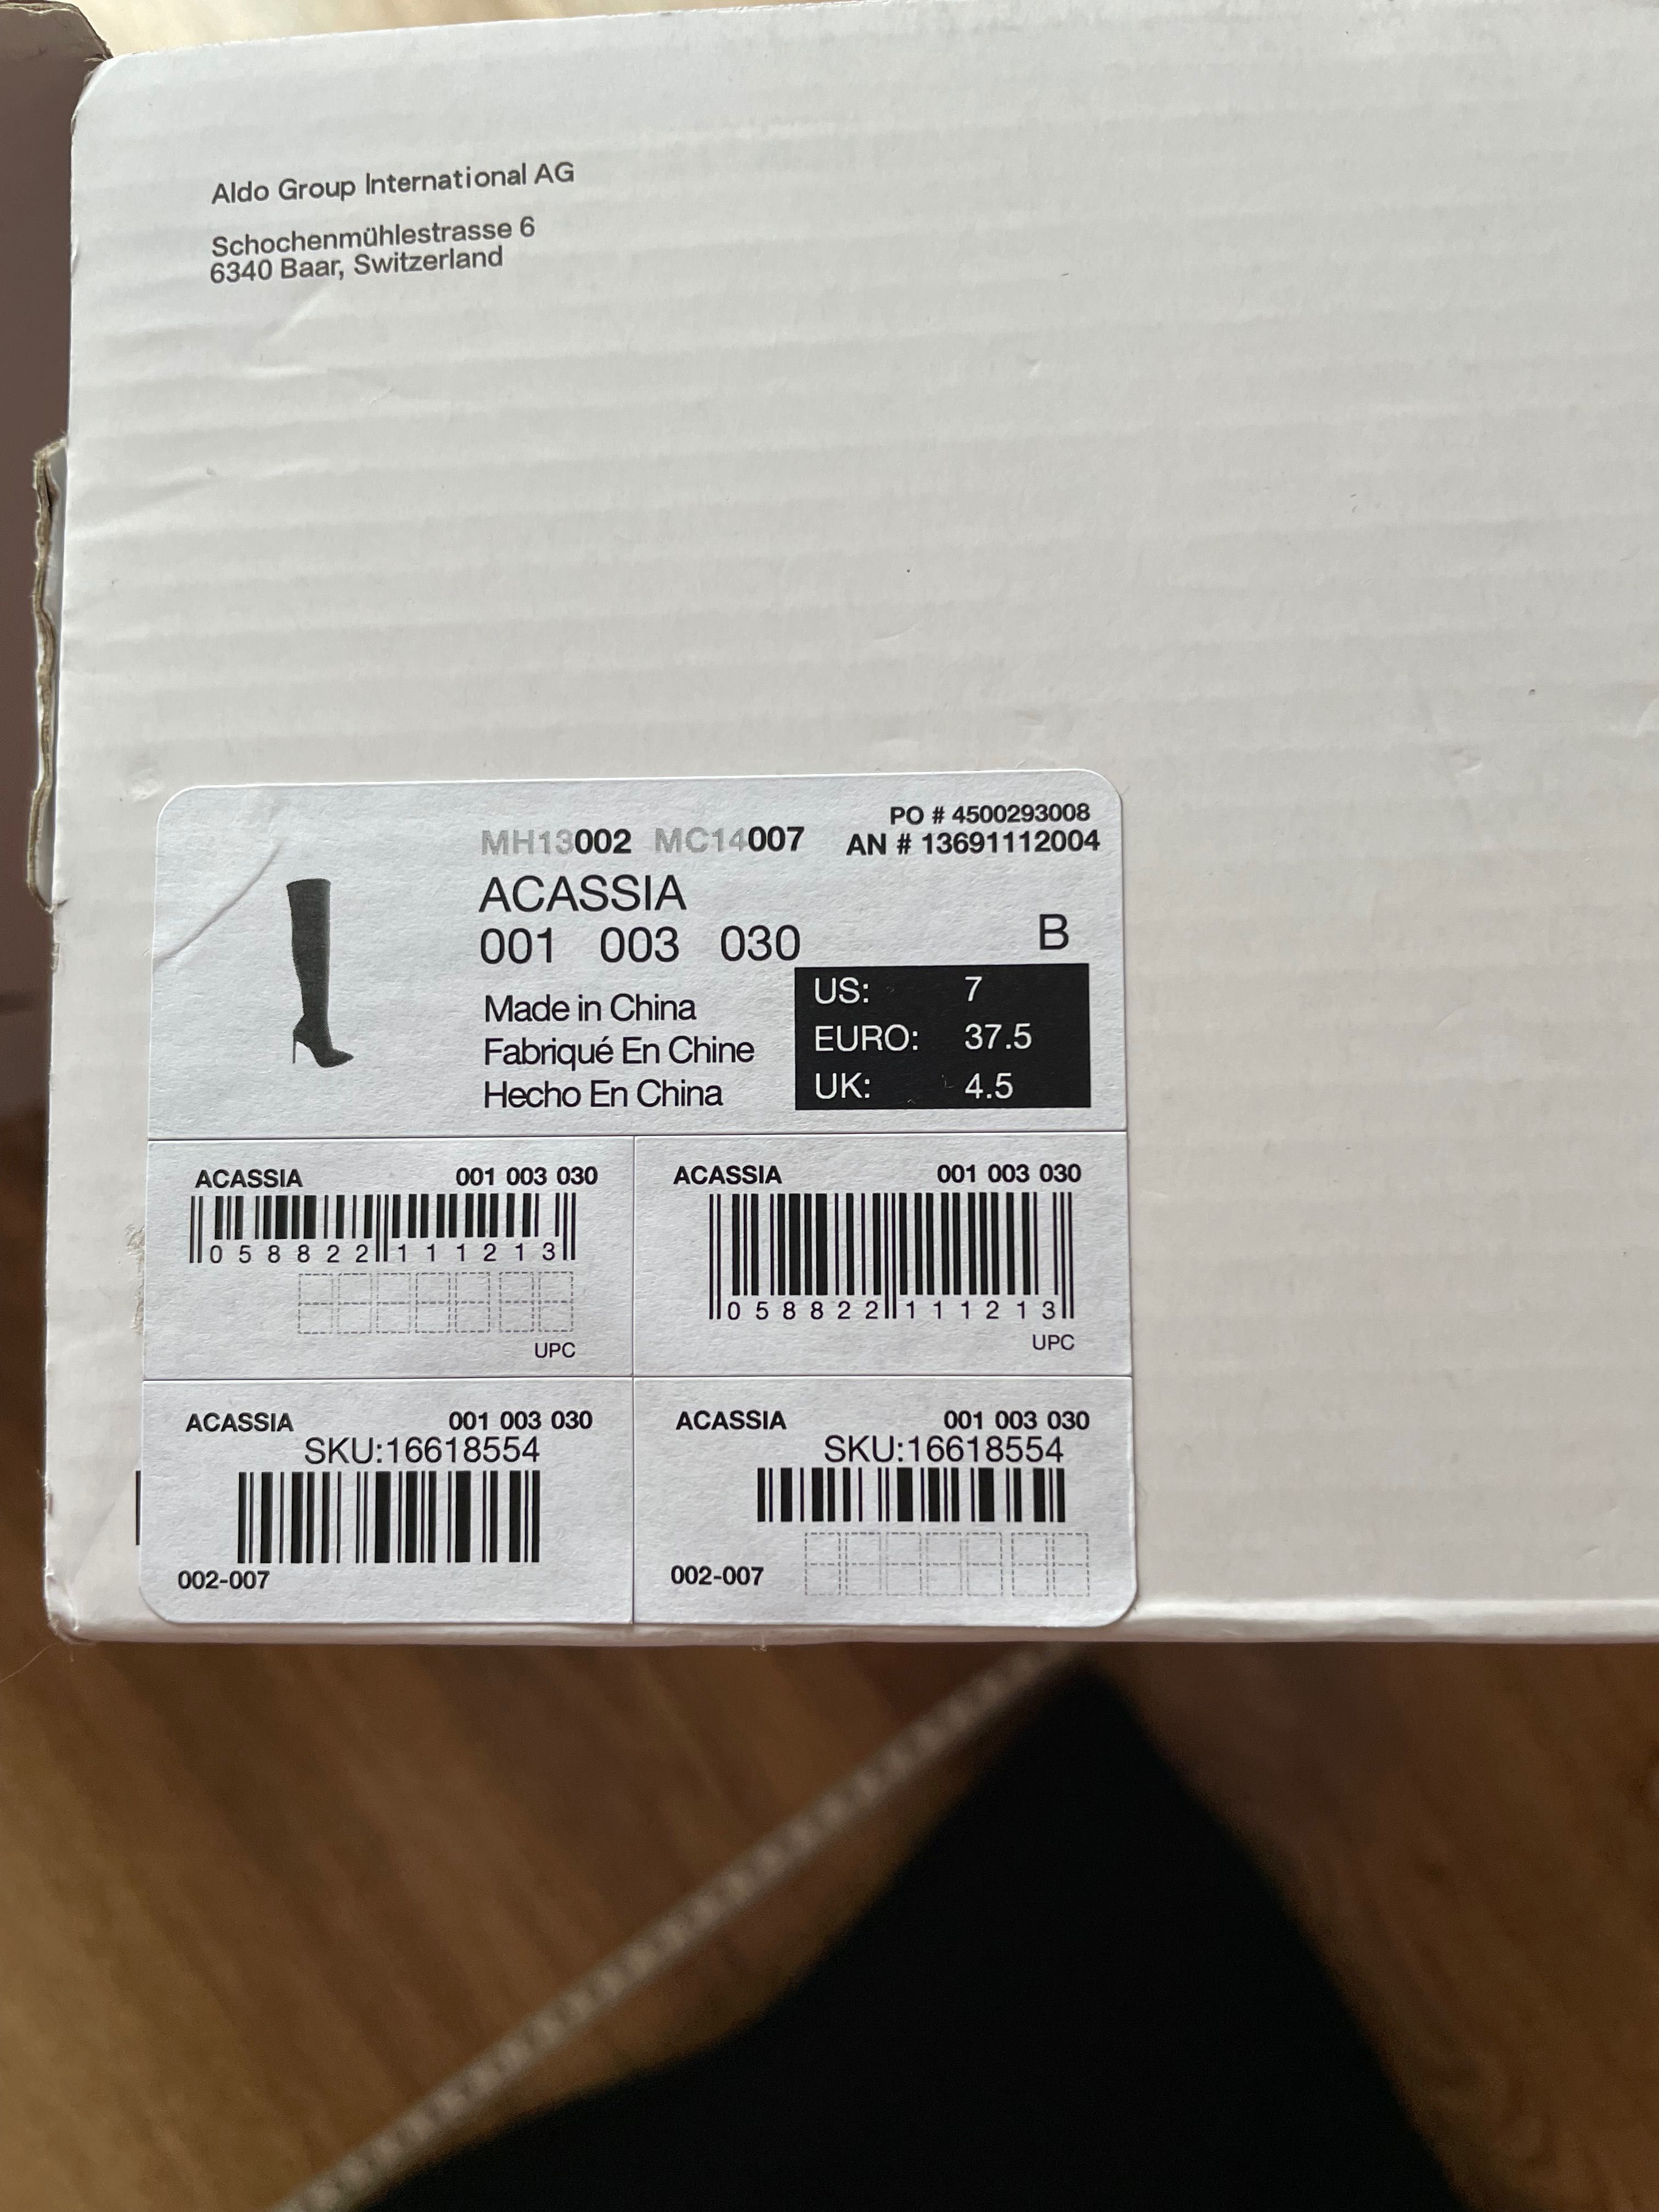 Aldo Group International AG
Schochenmühlestrasse 6
6340 Baar, Switzerland
PO # 4500293008
MH13002 MC14007 AN # 13691112004
ACASSIA
001 003 030 B
Made in China
Fabriqué En Chine
Hecho En China
US: 7
EURO: 37.5
UK: 4.5
ACASSIA 001 003 030
0 58822 11121 3
UPC
ACASSIA 001 003 030
0 58822 11121 3
UPC
ACASSIA 001 003 030
SKU:16618554
002-007
ACASSIA 001 003 030
SKU:16618554
002-007